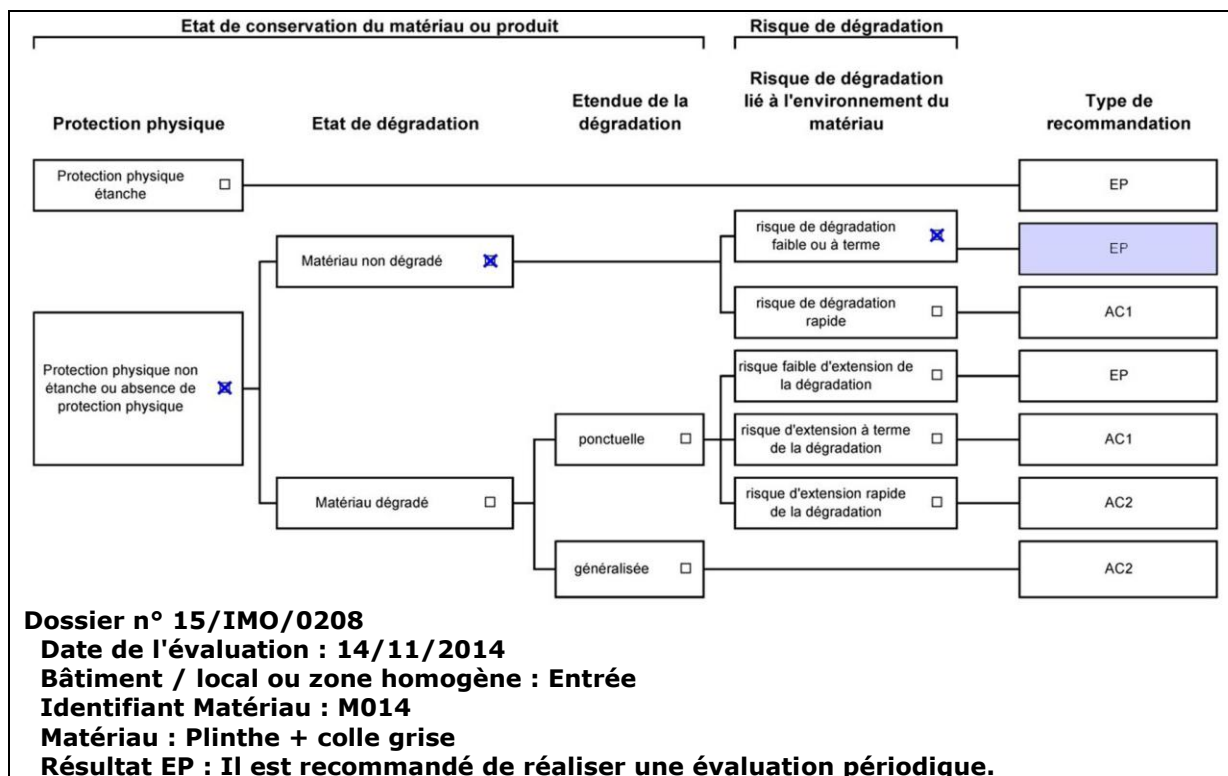 Etat de conservation du matériau ou produit
Risque de dégradation
Protection physique
Etat de dégradation
Etendue de la
dégradation
Risque de dégradation
lié à l'environnement du
matériau
Type de
recommandation
Protection physique
étanche
EP
risque de dégradation
faible ou à terme
Matériau non dégradé
EP
risque de dégradation
rapide
AC1
Protection physique non
étanche ou absence de
protection physique
risque faible d'extension de
la dégradation
EP
ponctuelle
risque d'extension à terme
de la dégradation
AC1
Matériau dégradé
risque d'extension rapide
de la dégradation
AC2
généralisée
AC2
Dossier n° 15/IMO/0208
Date de l'évaluation : 14/11/2014
Bâtiment / local ou zone homogène : Entrée
Identifiant Matériau : M014
Matériau : Plinthe + colle grise
Résultat EP : Il est recommandé de réaliser une évaluation périodique.